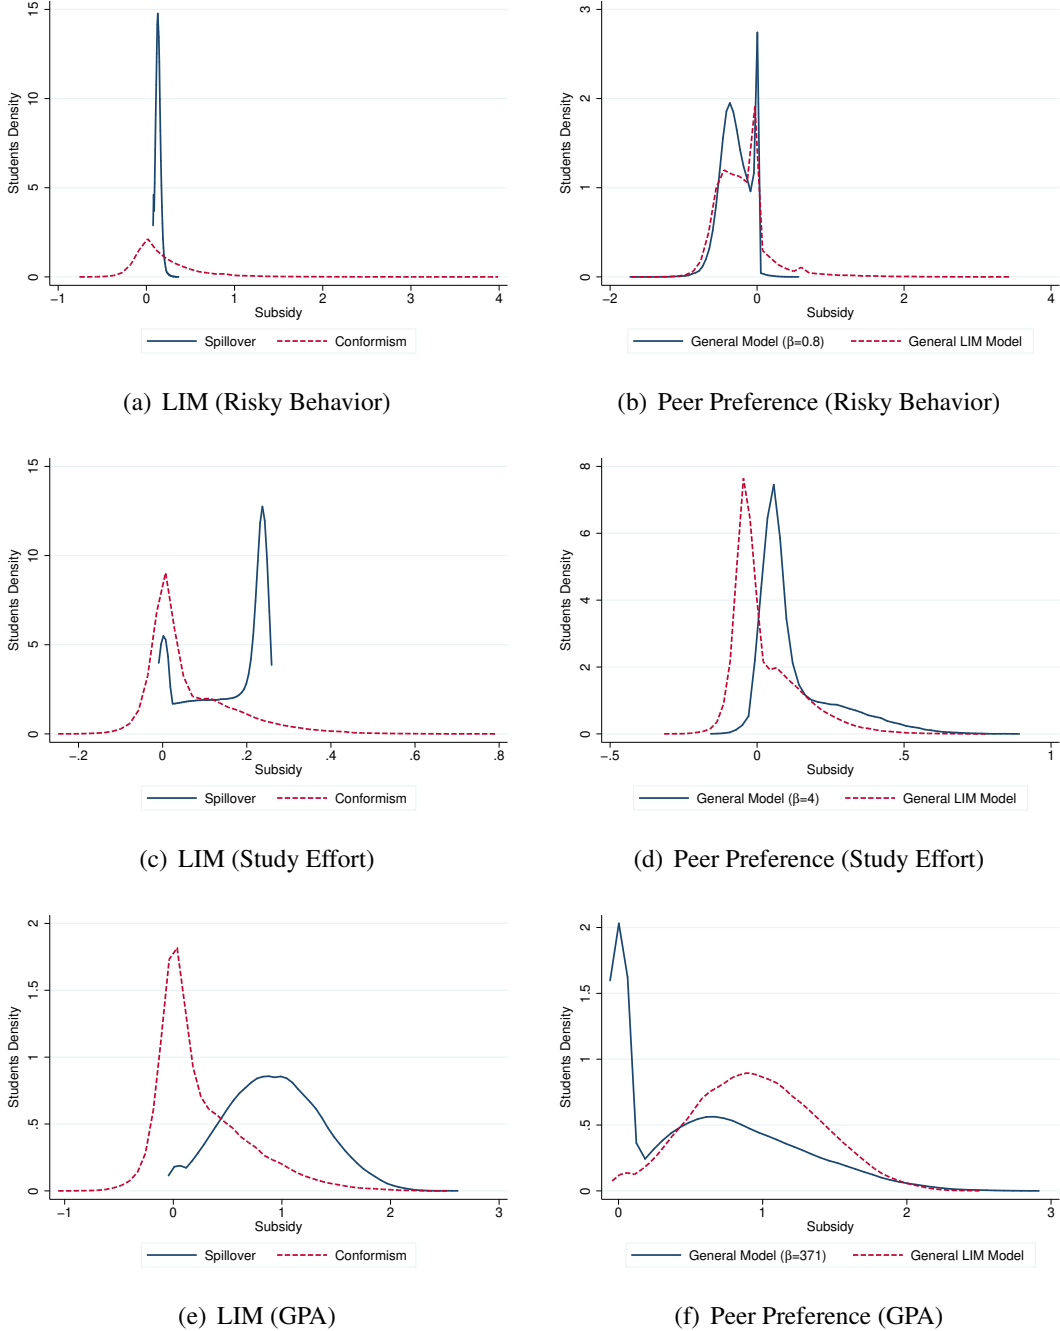 15
10
5
0
Students Density
-1
0
1
2
3
4
Subsidy
Spillover
Conformism
(a) LIM (Risky Behavior)
3
2
1
0
Students Density
-2
0
2
4
Subsidy
General Model (β=0.8)
General LIM Model
(b) Peer Preference (Risky Behavior)
15
10
5
0
Students Density
-.2
0
.2
.4
.6
.8
Subsidy
Spillover
Conformism
(c) LIM (Study Effort)
8
6
4
2
0
Students Density
-.5
0
.5
1
Subsidy
General Model (β=4)
General LIM Model
(d) Peer Preference (Study Effort)
2
1.5
1
.5
0
Students Density
-1
0
1
2
3
Subsidy
Spillover
Conformism
(e) LIM (GPA)
2
1.5
1
.5
0
Students Density
0
1
2
3
Subsidy
General Model (β=371)
General LIM Model
(f) Peer Preference (GPA)